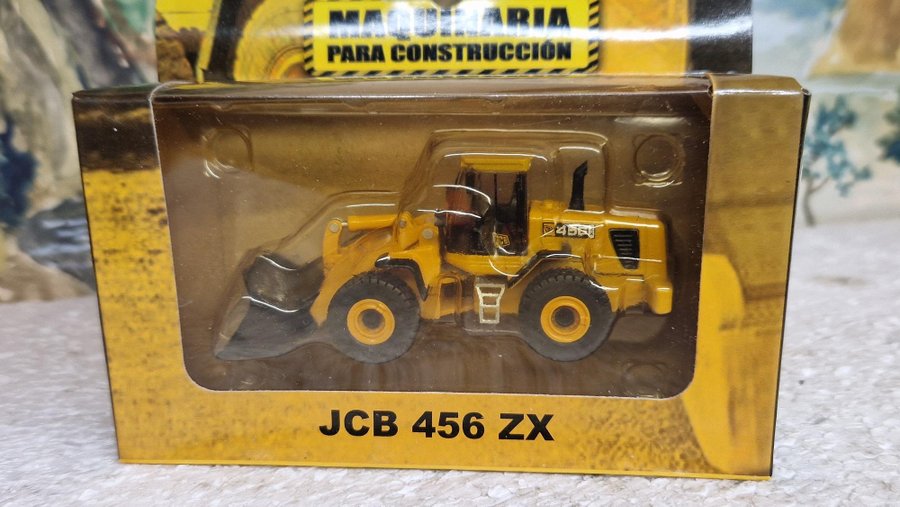 MAQUINARIA
PARA CONSTRUCCIÓN
456
JCB 456 ZX